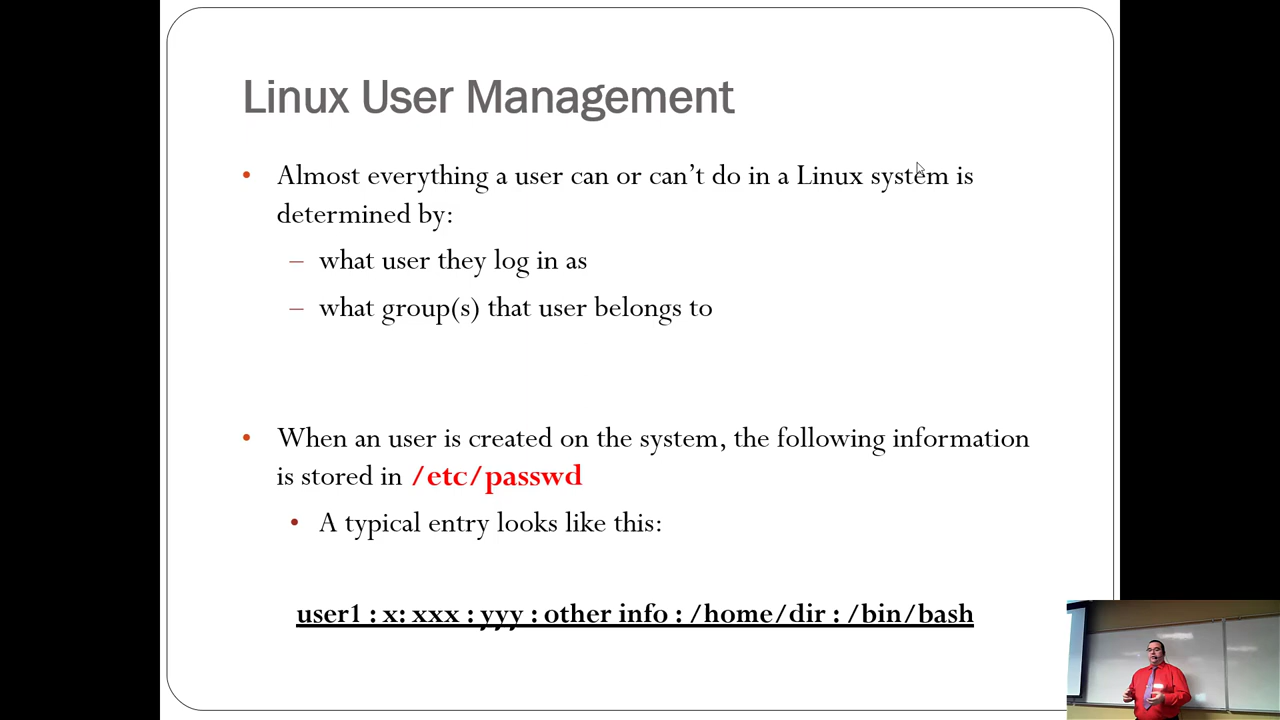 Linux User Management
• Almost everything a user can or can’t do in a Linux system is
determined by:
– what user they log in as
– what group(s) that user belongs to
• When an user is created on the system, the following information
is stored in /etc/passwd
• A typical entry looks like this:
user1 : x: xxx : yyy : other info : /home/dir : /bin/bash